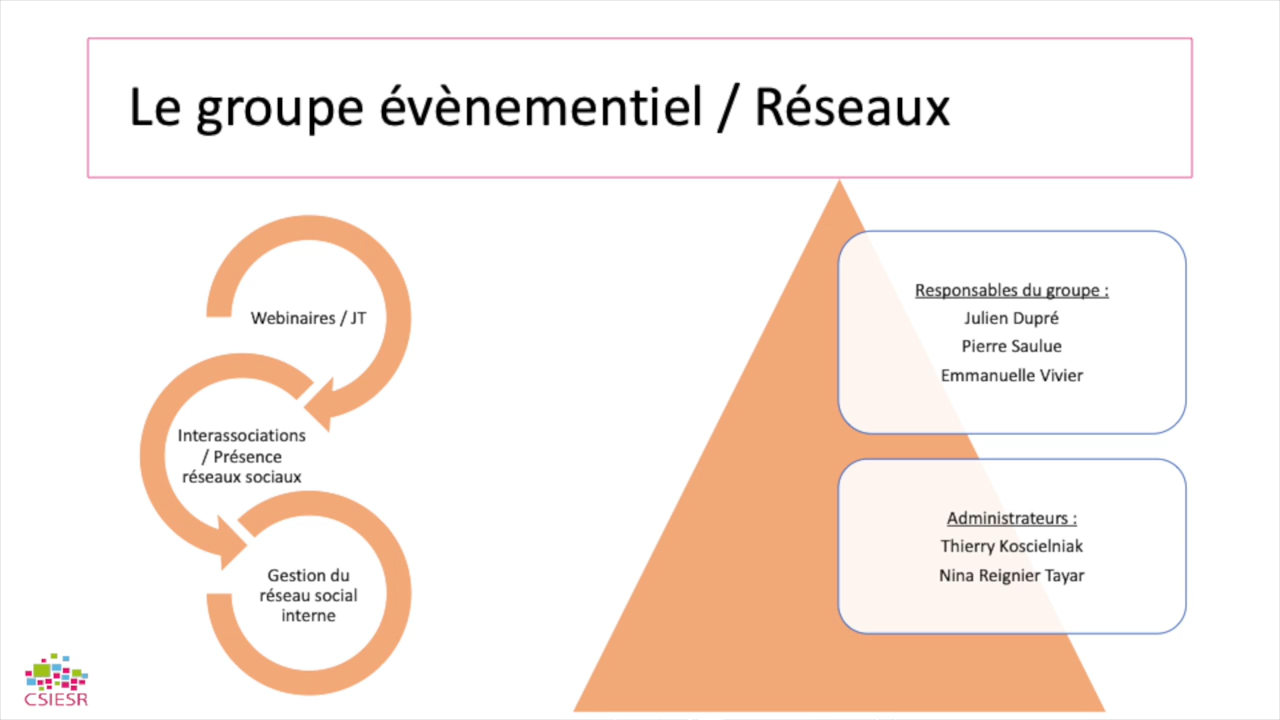 Le groupe évènementiel / Réseaux
Webinaires / JT
Interassociations
/ Présence
réseaux sociaux
Gestion du
réseau social
interne
Responsables du groupe :
Julien Dupré
Pierre Saulue
Emmanuelle Vivier
Administrateurs :
Thierry Koscielniak
Nina Reignier Tayar
CSIESR